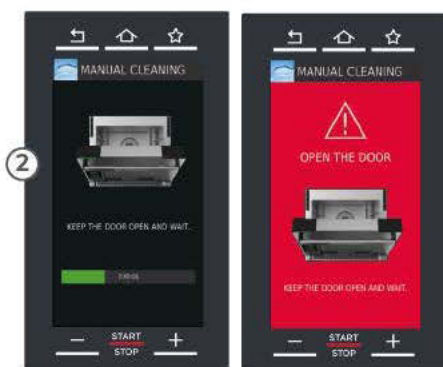 2
MANUAL CLEANING
KEEP THE DOOR OPEN AND WAIT.
START
STOP
MANUAL CLEANING
OPEN THE DOOR
KEEP THE DOOR OPEN AND WAIT.
START
STOP